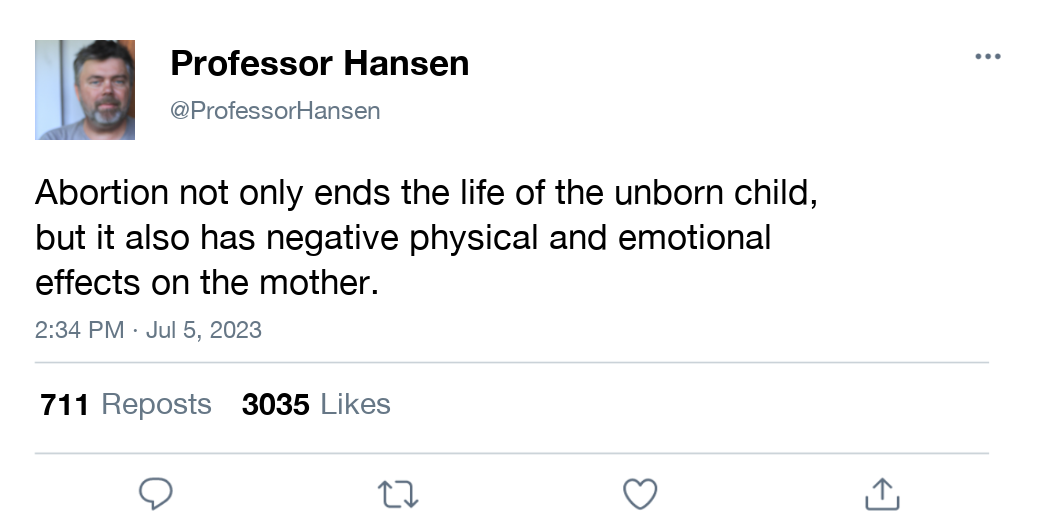 Professor Hansen
@ProfessorHansen
Abortion not only ends the life of the unborn child,
but it also has negative physical and emotional
effects on the mother.
2:34 PM · Jul 5, 2023
711 Reposts 3035 Likes